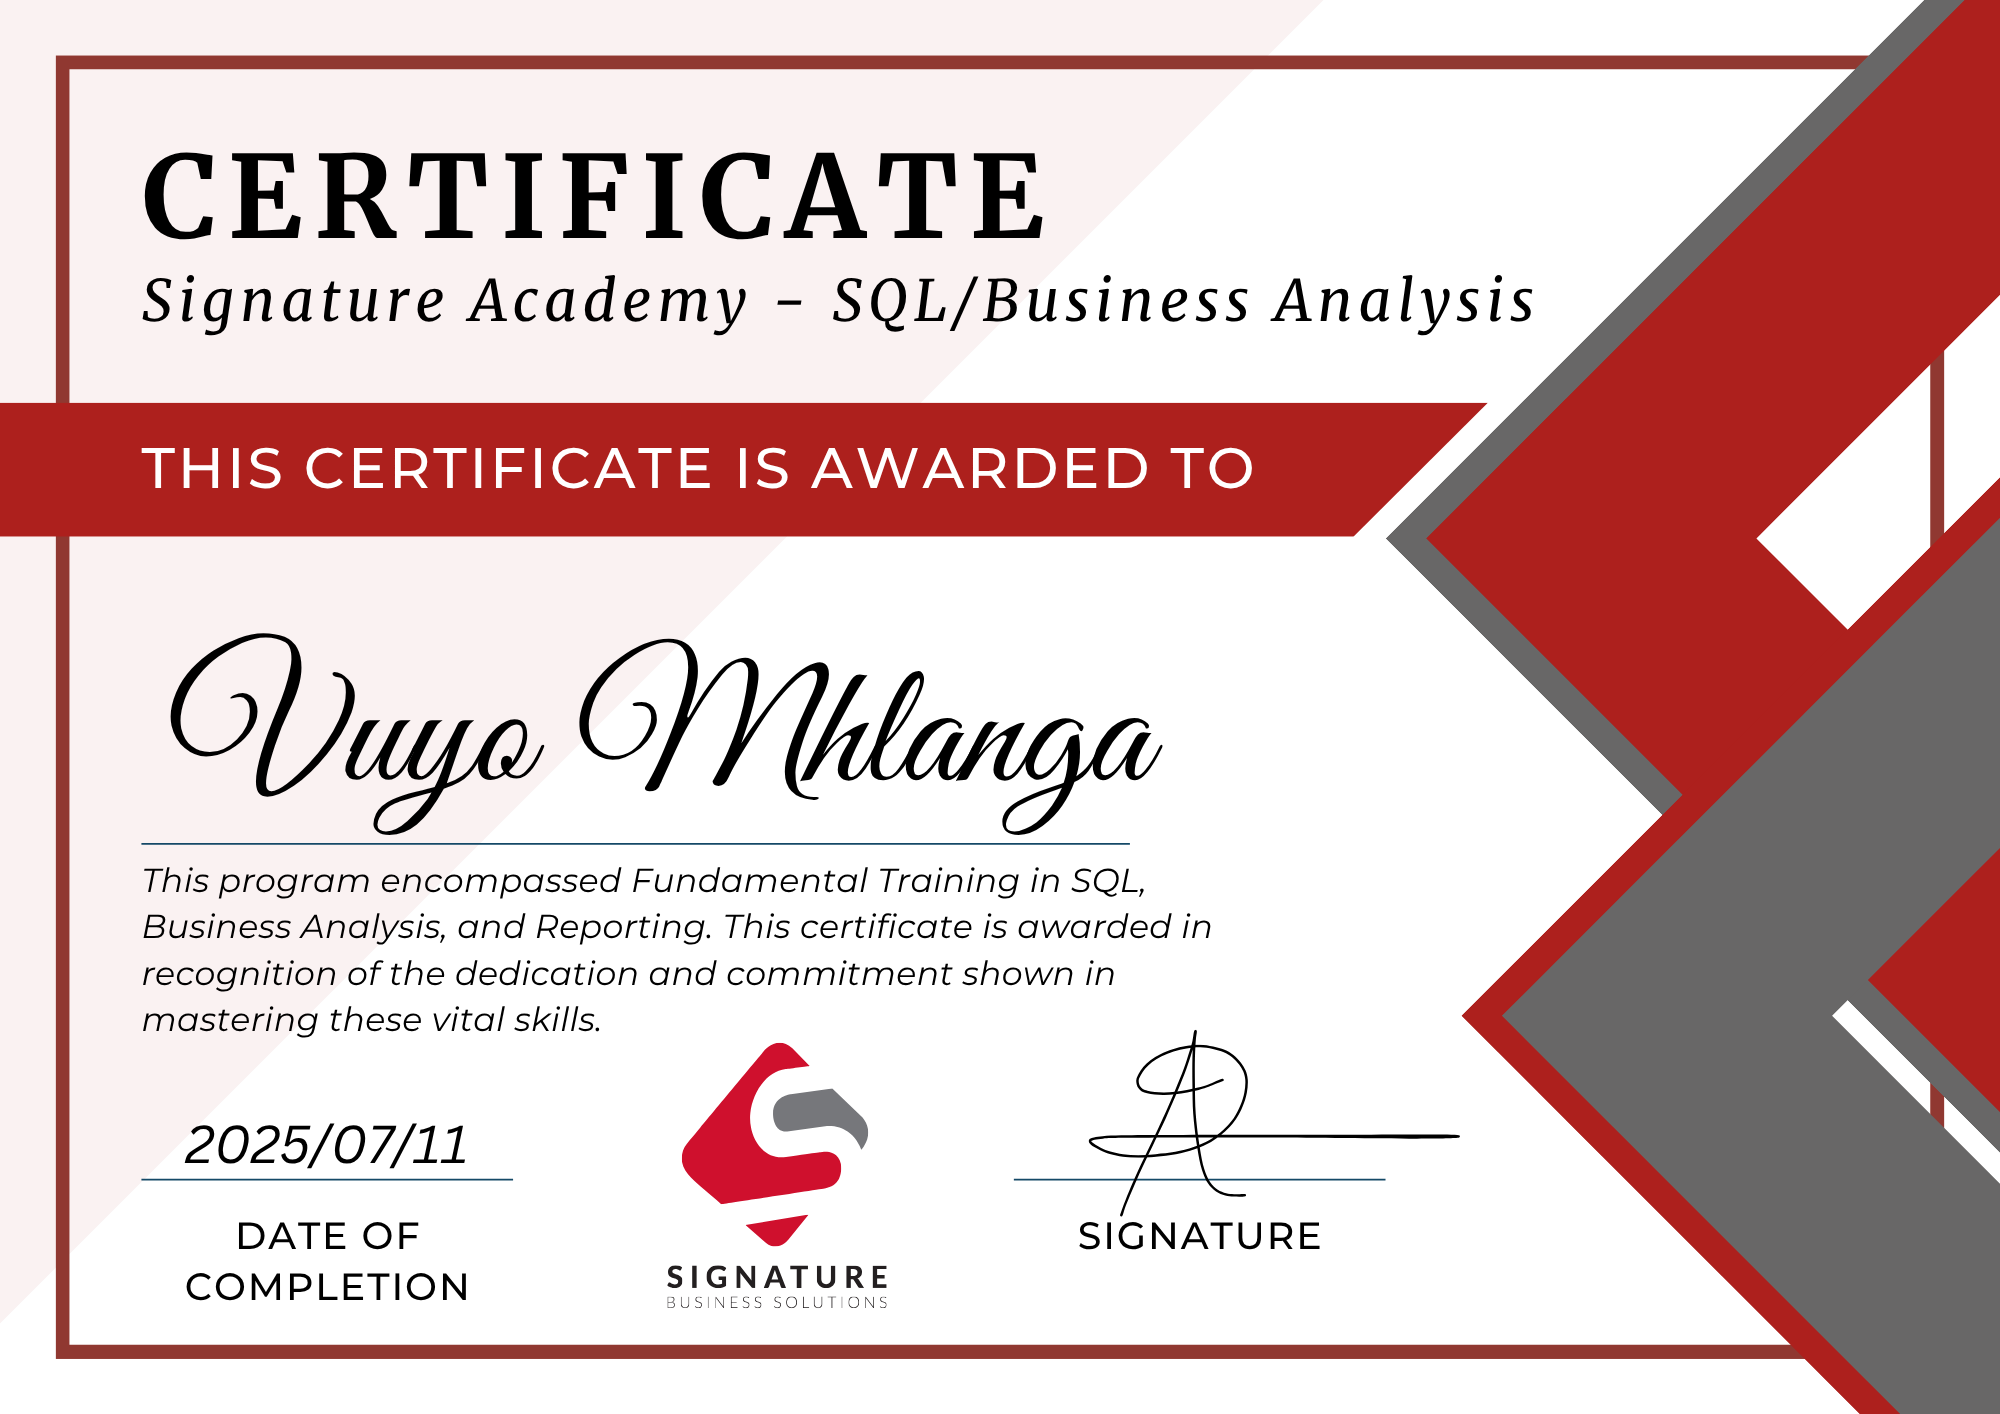 CERTIFICATE
Signature Academy - SQL/Business Analysis
THIS CERTIFICATE IS AWARDED TO
Vuyo Mhlanga
This program encompassed Fundamental Training in SQL,
Business Analysis, and Reporting. This certificate is awarded in
recognition of the dedication and commitment shown in
mastering these vital skills.
2025/07/11
DATE OF
COMPLETION
SIGNATURE
BUSINESS SOLUTIONS
SIGNATURE